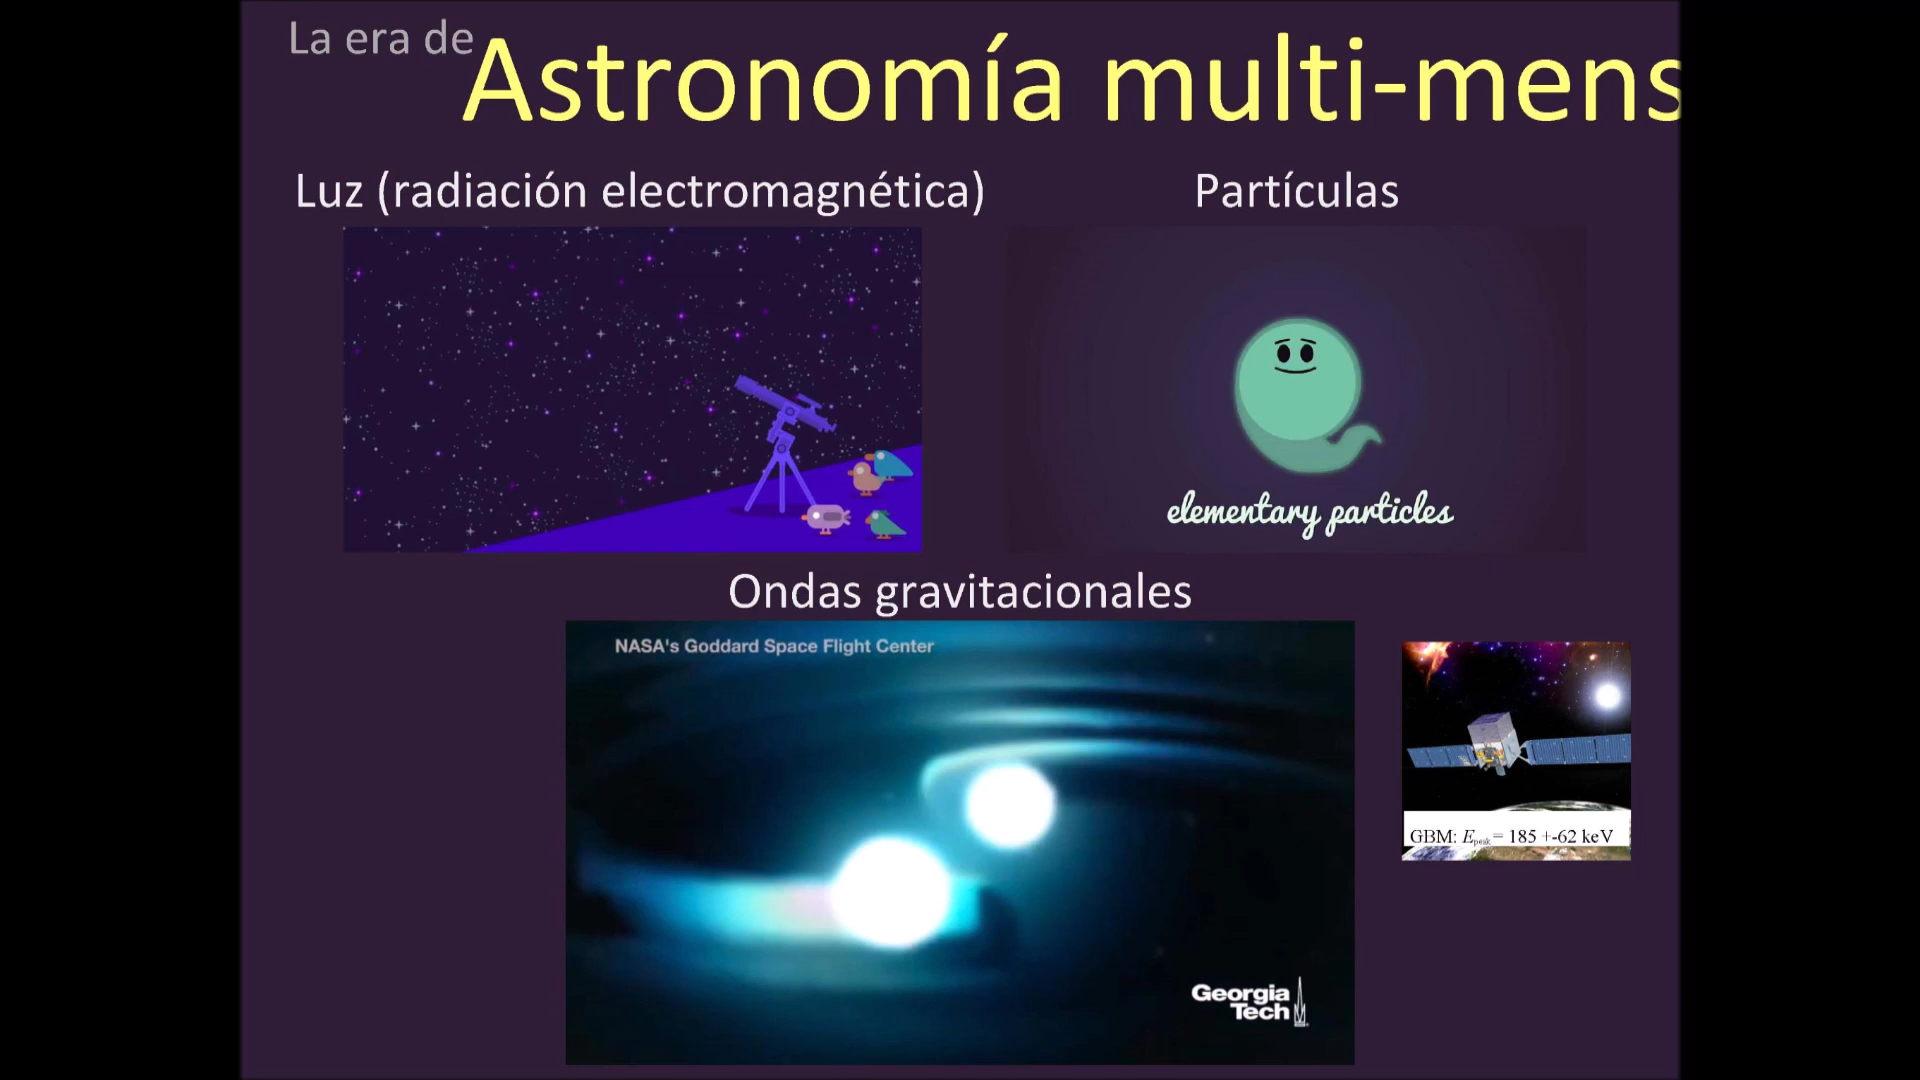 La era de
Astronomía multi-mens
Luz (radiación electromagnética)
Partículas
elementary particles
Ondas gravitacionales
NASA's Goddard Space Flight Center
Georgia
Tech
GBM: Epeak = 185 +-62 keV